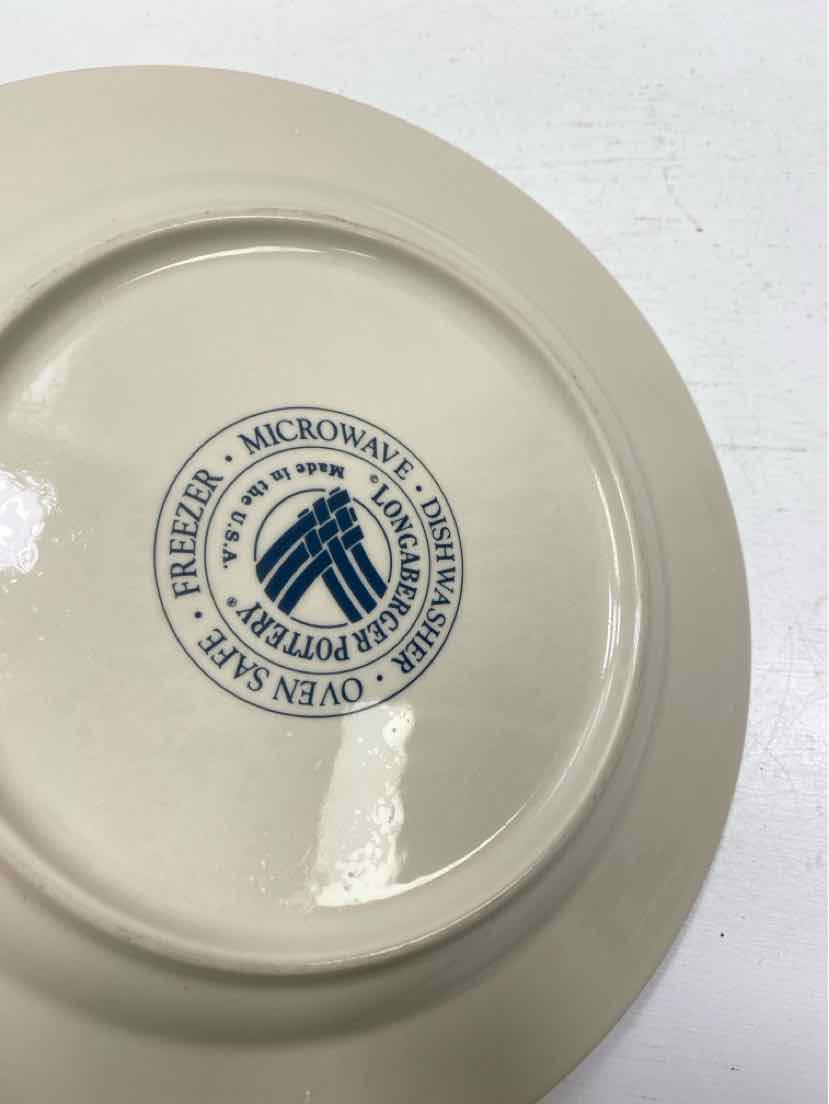 MICROWAVE • DISHWASHER • OVEN SAFE • FREEZER •
© LONGABERGER POTTERY ®
Made in the U.S.A.